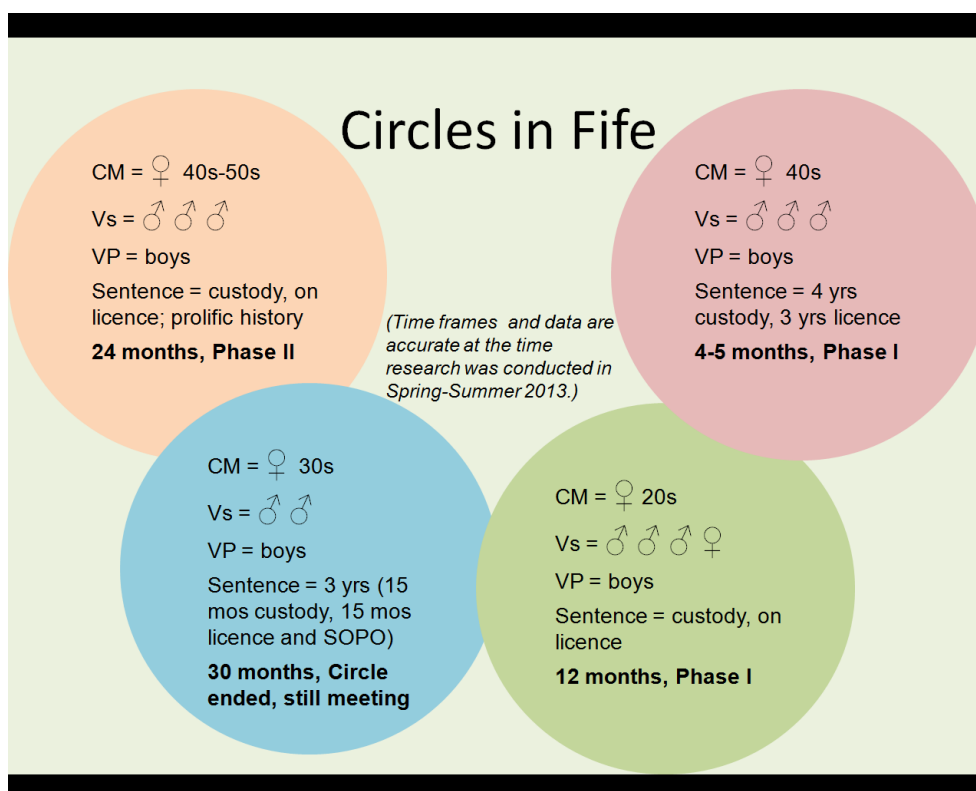 Circles in Fife
CM = ♀ 40s-50s
Vs = ♂ ♂ ♂
VP = boys
Sentence = custody, on
licence; prolific history
24 months, Phase II
CM = ♀ 40s
Vs = ♂ ♂ ♂
VP = boys
Sentence = 4 yrs
custody, 3 yrs licence
4-5 months, Phase I
(Time frames and data are
accurate at the time
research was conducted in
Spring-Summer 2013.)
CM = ♀ 30s
Vs = ♂ ♂
VP = boys
Sentence = 3 yrs (15
mos custody, 15 mos
licence and SOPO)
30 months, Circle
ended, still meeting
CM = ♀ 20s
Vs = ♂ ♂ ♂ ♀
VP = boys
Sentence = custody, on
licence
12 months, Phase I